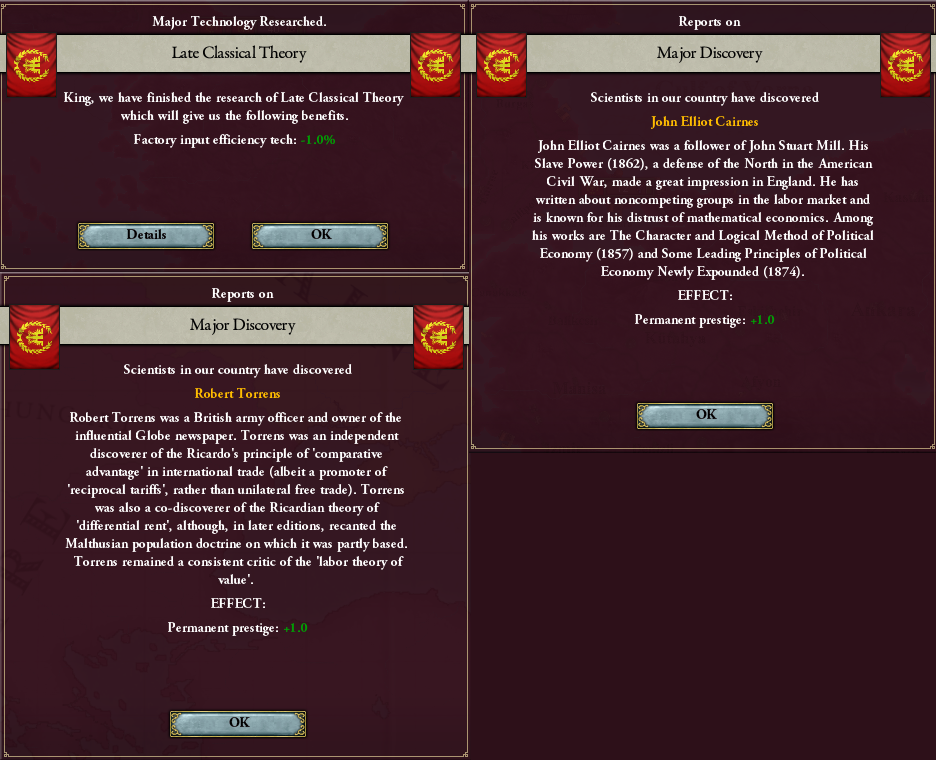 Major Technology Researched.
Late Classical Theory
King, we have finished the research of Late Classical Theory
which will give us the following benefits.
Factory input efficiency tech: -1.0%
Details
OK
Reports on
Major Discovery
Scientists in our country have discovered
John Elliot Cairnes
John Elliot Cairnes was a follower of John Stuart Mill. His
Slave Power (1862), a defense of the North in the American
Civil War, made a great impression in England. He has
written about noncompeting groups in the labor market and
is known for his distrust of mathematical economics. Among
his works are The Character and Logical Method of Political
Economy (1857) and Some Leading Principles of Political
Economy Newly Expounded (1874).
EFFECT:
Permanent prestige: +1.0
OK
Reports on
Major Discovery
Scientists in our country have discovered
Robert Torrens
Robert Torrens was a British army officer and owner of the
influential Globe newspaper. Torrens was an independent
discoverer of the Ricardo's principle of 'comparative
advantage' in international trade (albeit a promoter of
'reciprocal tariffs', rather than unilateral free trade). Torrens
was also a co-discoverer of the Ricardian theory of
'differential rent', although, in later editions, recanted the
Malthusian population doctrine on which it was partly based.
Torrens remained a consistent critic of the 'labor theory of
value'.
EFFECT:
Permanent prestige: +1.0
OK